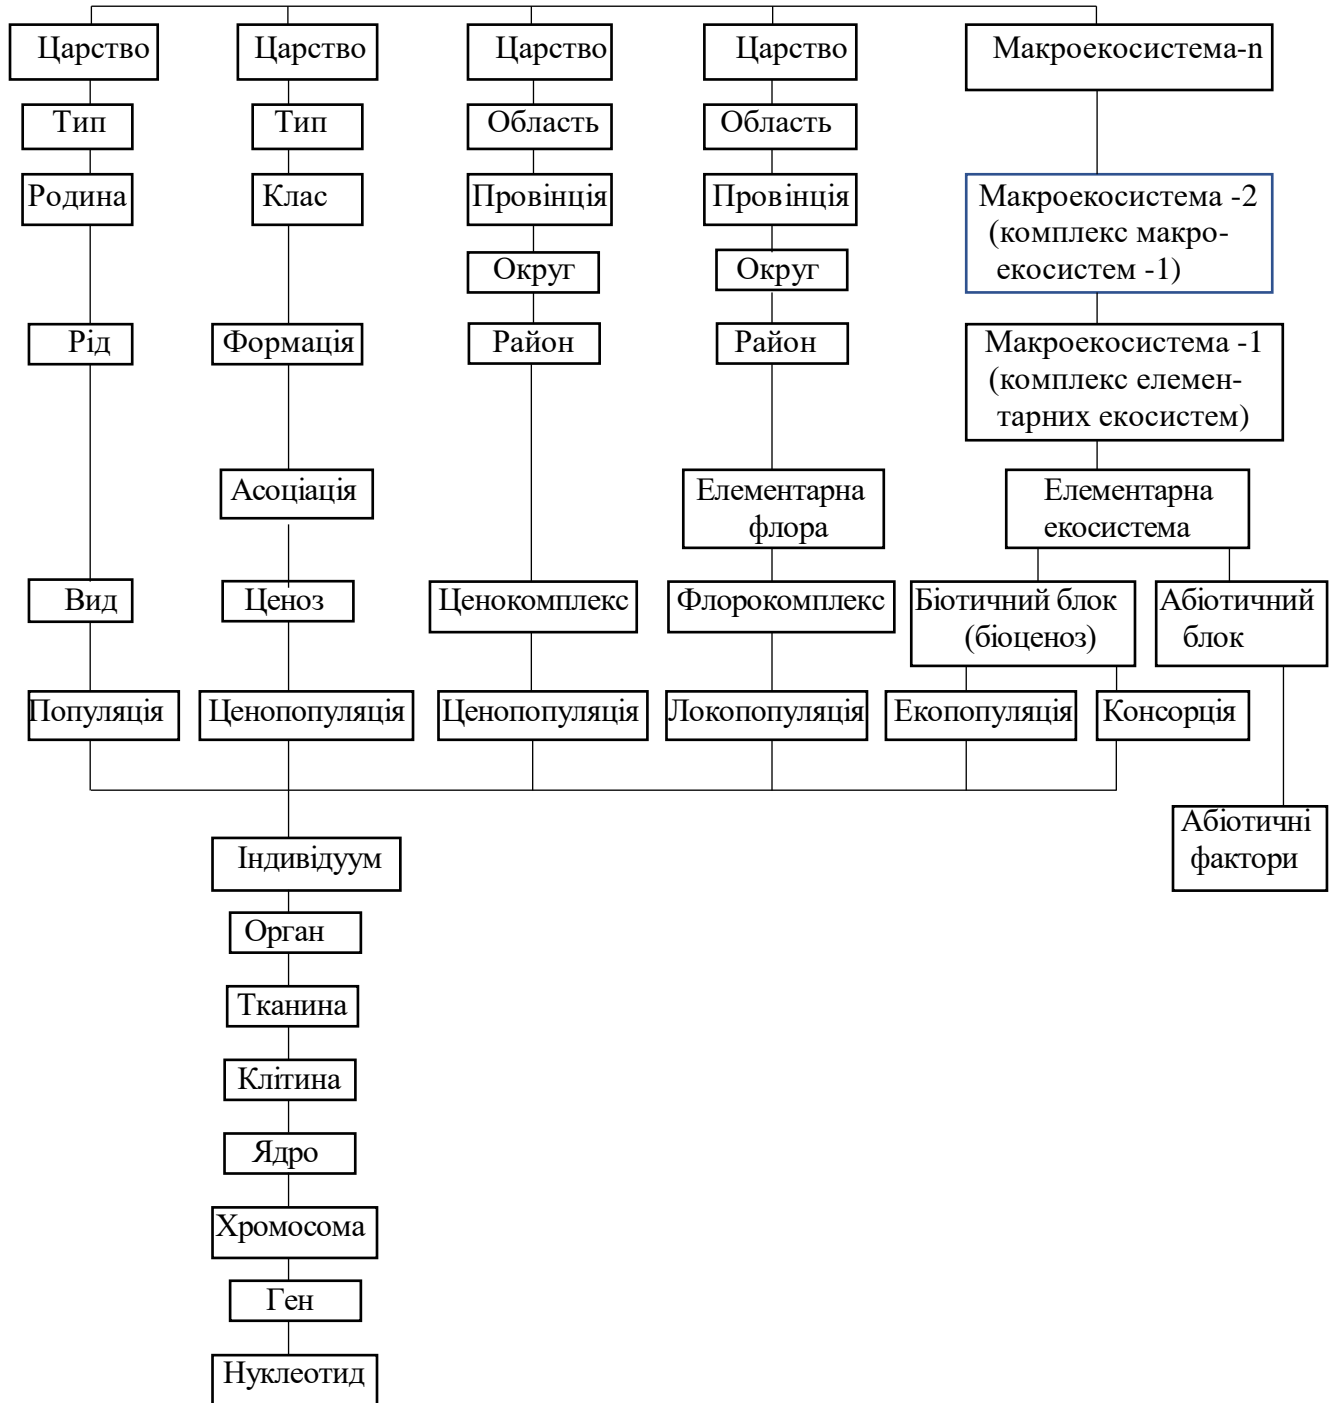 Царство
Царство
Царство
Царство
Макроекосистема-n
Тип
Тип
Область
Область
Родина
Клас
Провінція
Провінція
Макроекосистема -2
(комплекс макро-
екосистем -1)
Округ
Округ
Рід
Формація
Район
Район
Макроекосистема -1
(комплекс елемен-
тарних екосистем)
Асоціація
Елементарна
флора
Елементарна
екосистема
Вид
Ценоз
Ценокомплекс
Флорокомплекс
Біотичний блок
(біоценоз)
Абіотичний
блок
Популяція
Ценопопуляція
Ценопопуляція
Локопопуляція
Екопопуляція
Консорція
Абіотичні
фактори
Індивідуум
Орган
Тканина
Клітина
Ядро
Хромосома
Ген
Нуклеотид